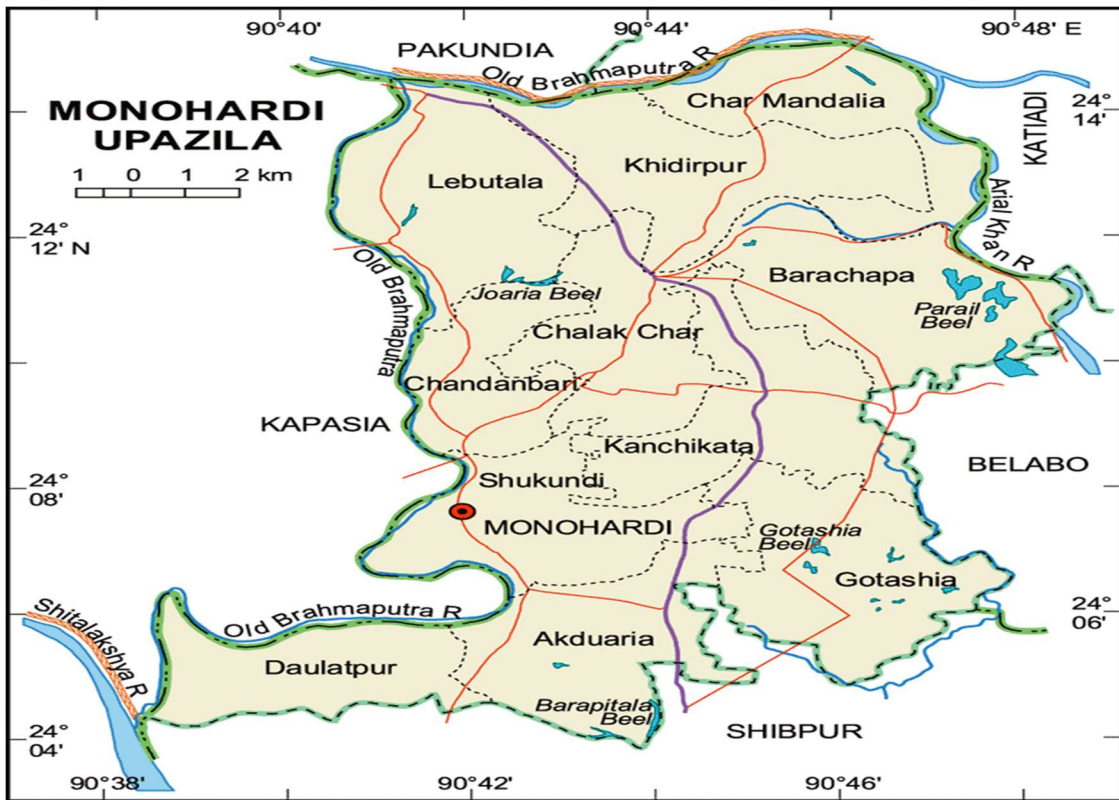 90°40'
90°44'
90°48' E
PAKUNDIA
Old Brahmaputra R
MONOHARDI
UPAZILA
1 0 1 2 km
Char Mandalia
24°
14'
KATIADI
Khidirpur
Lebutala
Arial Khan R
24°
12' N
Old Brahmaputra
Barachapa
Joaria Beel
Parail
Beel
Chalak Char
Chandanbari
KAPASIA
Kanchikata
BELABO
24°
08'
Shukundi
MONOHARDI
Gotashia
Beel
Gotashia
Shitalakshya R
Old Brahmaputra R
24°
06'
Akduaria
Daulatpur
Barapitala
Beel
SHIBPUR
24°
04'
90°38'
90°42'
90°46'